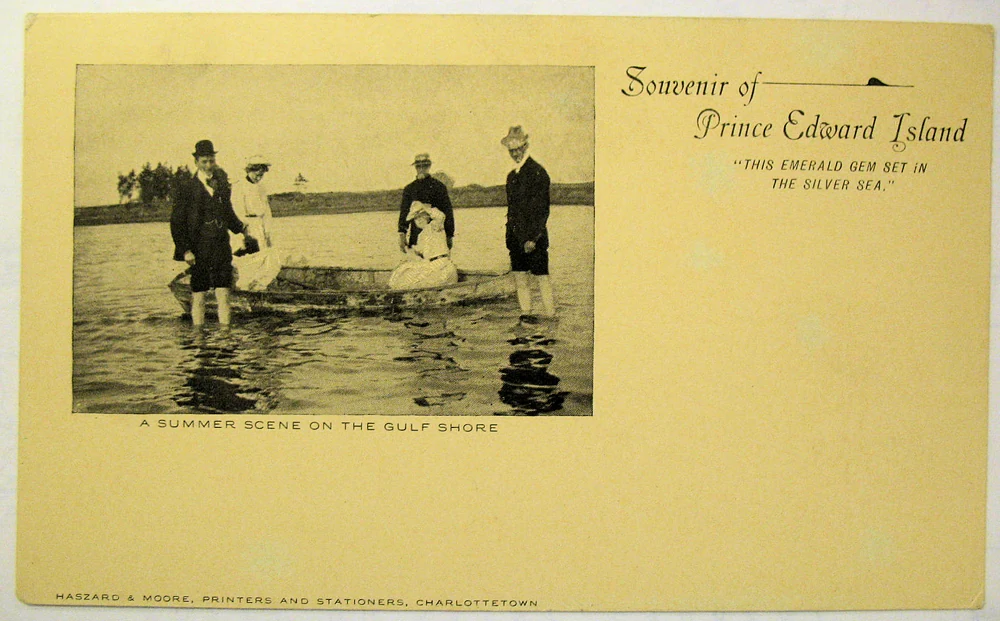 Souvenir of
Prince Edward Island
"THIS EMERALD GEM SET iN
THE SILVER SEA."
A SUMMER SCENE ON THE GULF SHORE
HASZARD & MOORE, PRINTERS AND STATIONERS, CHARLOTTETOWN